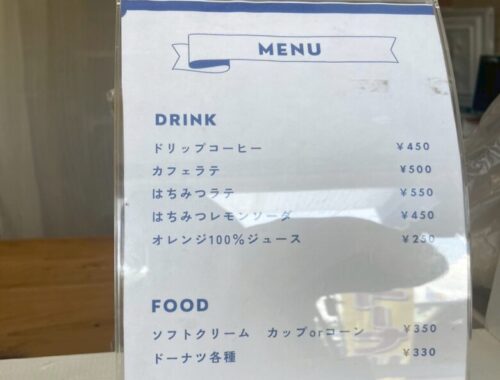 MENU
DRINK
ドリップコーヒー ¥450
カフェラテ ¥500
はちみつラテ ¥550
はちみつレモンソーダ ¥450
オレンジ100%ジュース ¥250
FOOD
ソフトクリーム カップorコーン ¥350
ドーナツ各種 ¥330